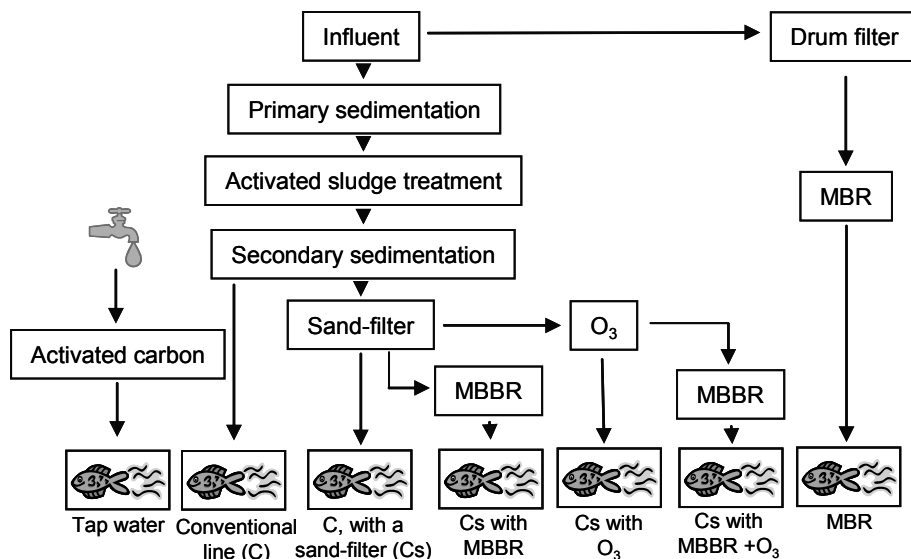 Influent
Drum filter
Primary sedimentation
Activated sludge treatment
MBR
Secondary sedimentation
Sand-filter
O₃
Activated carbon
MBBR
MBBR
Tap water
Conventional
line (C)
C, with a
sand-filter (Cs)
Cs with
MBBR
Cs with
O₃
Cs with
MBBR +O₃
MBR